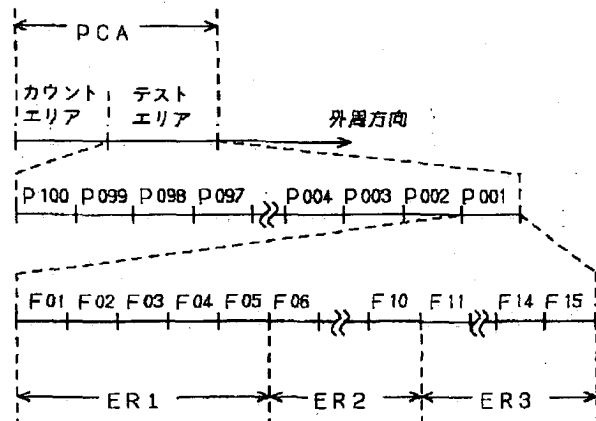 PCA
カウント
エリア
テスト
エリア
外周方向
P100 P099 P098 P097 P004 P003 P002 P001
F01 F02 F03 F04 F05 F06 F10 F11 F14 F15
ER1 ER2 ER3